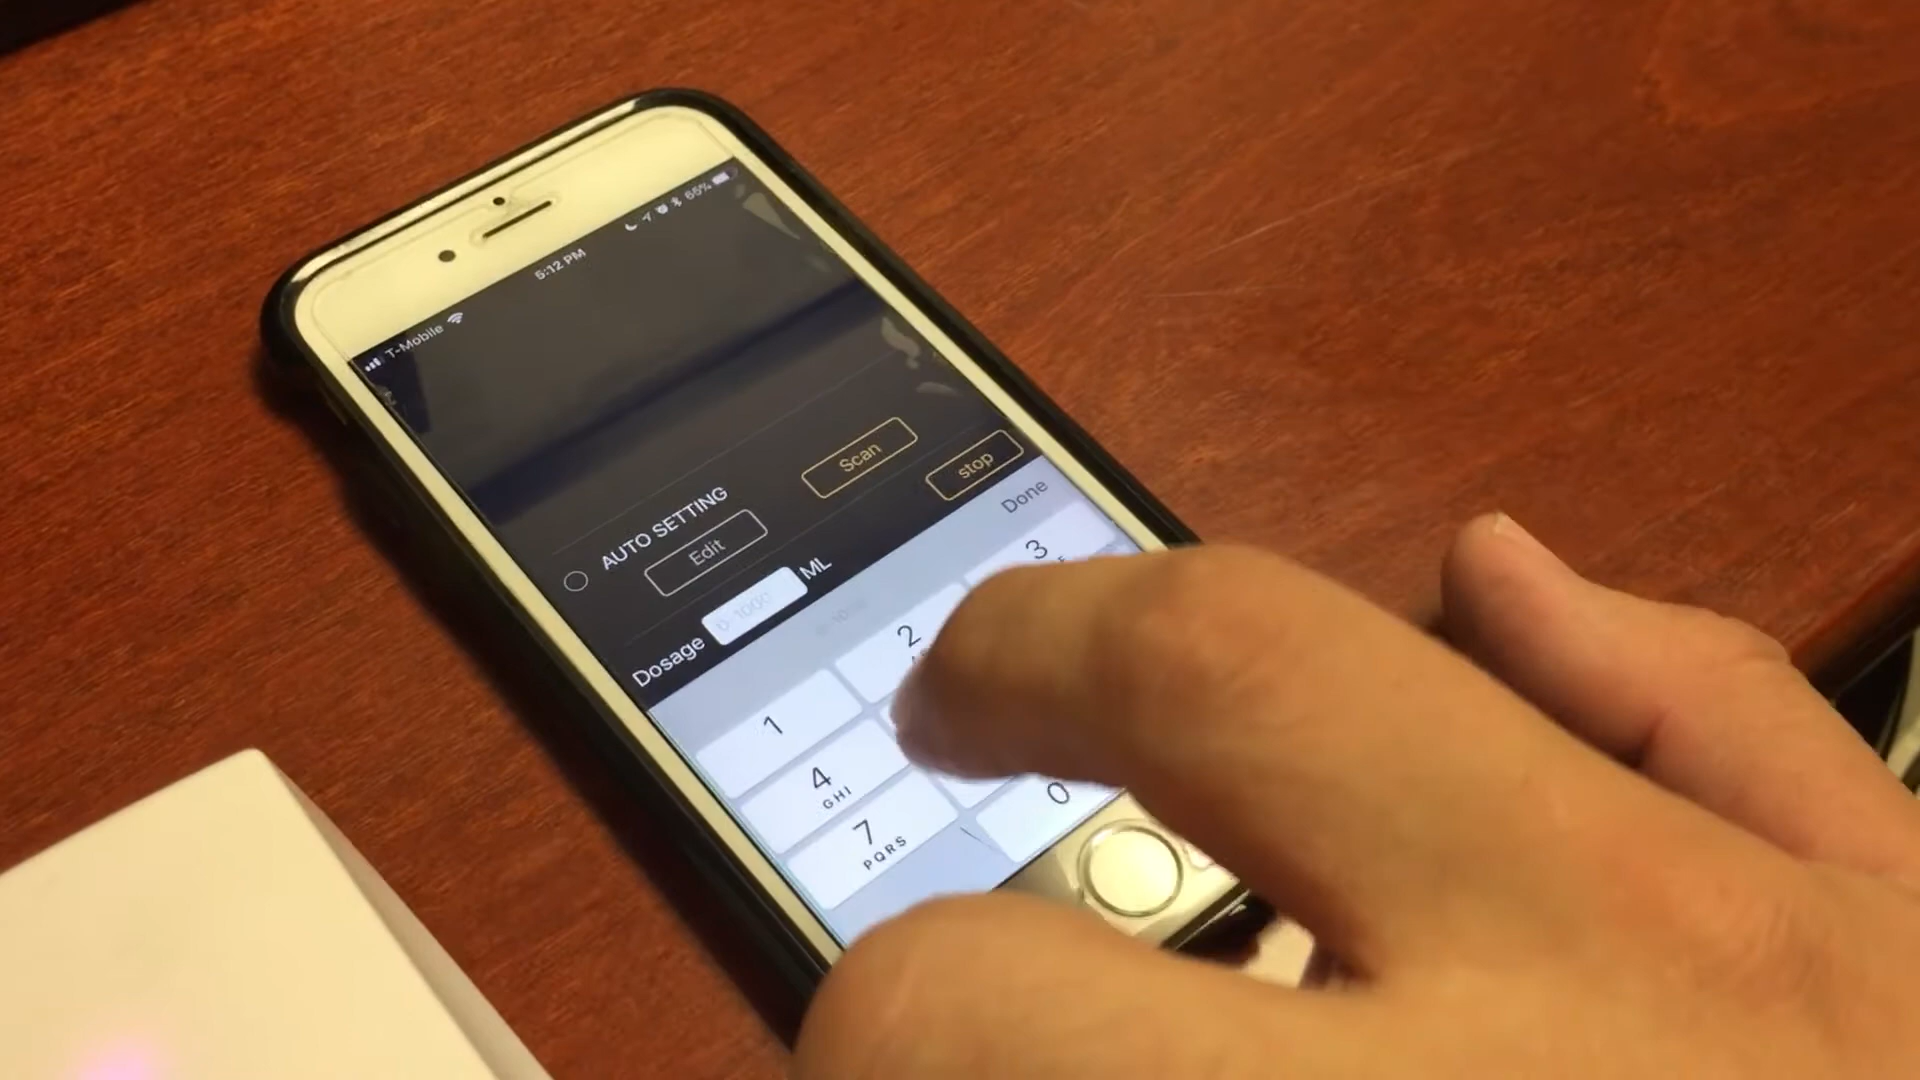 T-Mobile 5:12 PM 65%
AUTO SETTING
Edit
Scan
Dosage ML
stop
Done
1
2
3
4
GHI
7
PQRS
0